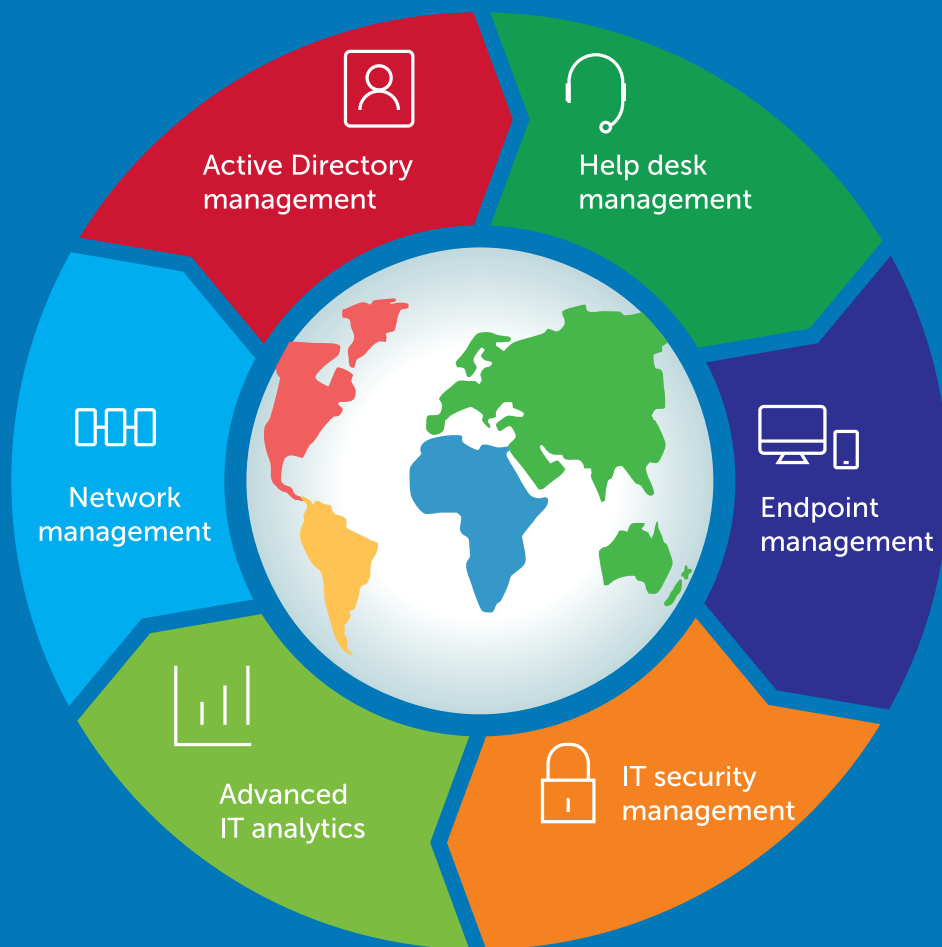 Active Directory
management
Help desk
management
Endpoint
management
IT security
management
Advanced
IT analytics
Network
management